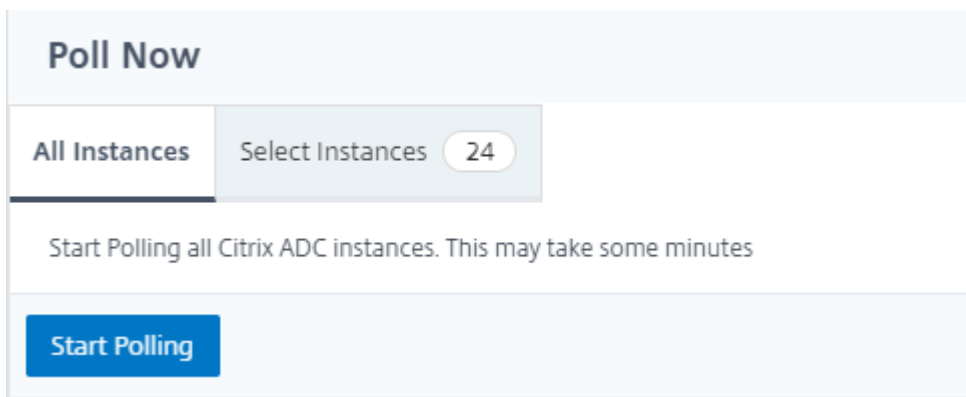 Poll Now
All Instances Select Instances 24
Start Polling all Citrix ADC instances. This may take some minutes
Start Polling